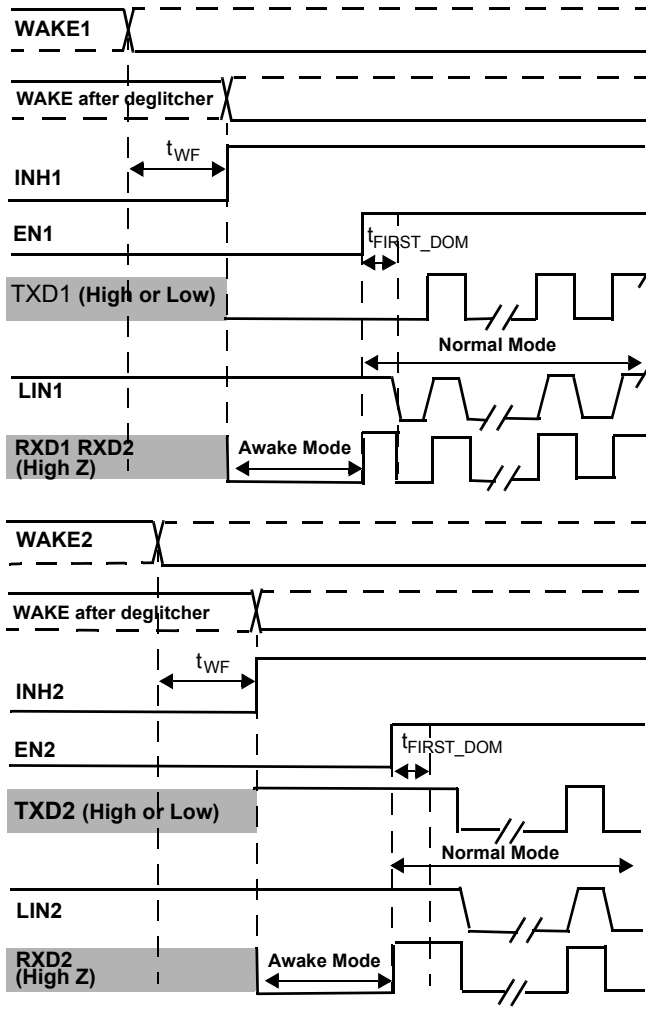 WAKE1
WAKE after deglitcher
tWF
INH1
EN1
tFIRST_DOM
TXD1 (High or Low)
Normal Mode
LIN1
RXD1 RXD2
(High Z)
Awake Mode
WAKE2
WAKE after deglitcher
tWF
INH2
EN2
tFIRST_DOM
TXD2 (High or Low)
Normal Mode
LIN2
RXD2
(High Z)
Awake Mode